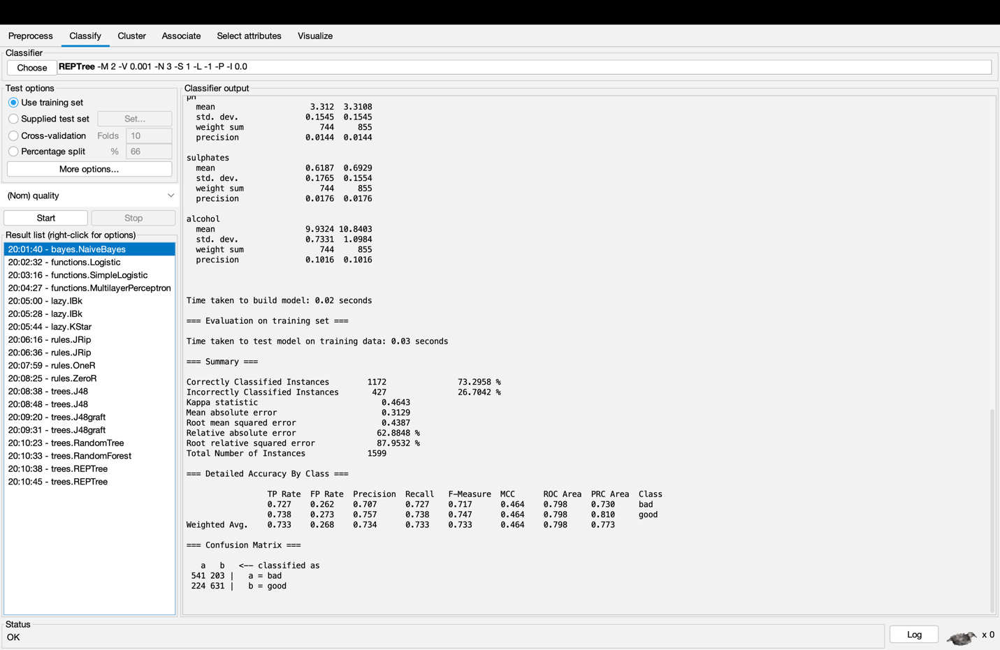 Preprocess Classify Cluster Associate Select attributes Visualize
Classifier
Choose REPTree -M 2 -V 0.001 -N 3 -S 1 -L -1 -P -I 0.0
Test options
Use training set
Supplied test set Set...
Cross-validation Folds 10
Percentage split % 66
More options...
(Nom) quality
Start Stop
Result list (right-click for options)
20:01:40 - bayes.NaiveBayes
20:02:32 - functions.Logistic
20:03:16 - functions.SimpleLogistic
20:04:27 - functions.MultilayerPerceptron
20:05:00 - lazy.IBk
20:05:28 - lazy.IBk
20:05:44 - lazy.KStar
20:06:16 - rules.JRip
20:06:36 - rules.JRip
20:07:59 - rules.OneR
20:08:25 - rules.ZeroR
20:08:38 - trees.J48
20:08:48 - trees.J48
20:09:20 - trees.J48graft
20:09:31 - trees.J48graft
20:10:23 - trees.RandomTree
20:10:33 - trees.RandomForest
20:10:38 - trees.REPTree
20:10:45 - trees.REPTree
Classifier output
mean 3.312 3.3108
std. dev. 0.1545 0.1545
weight sum 744 855
precision 0.0144 0.0144
sulphates
mean 0.6187 0.6929
std. dev. 0.1765 0.1554
weight sum 744 855
precision 0.0176 0.0176
alcohol
mean 9.9324 10.8403
std. dev. 0.7331 1.0984
weight sum 744 855
precision 0.1016 0.1016
Time taken to build model: 0.02 seconds
=== Evaluation on training set ===
Time taken to test model on training data: 0.03 seconds
=== Summary ===
Correctly Classified Instances 1172 73.2958 %
Incorrectly Classified Instances 427 26.7042 %
Kappa statistic 0.4643
Mean absolute error 0.3129
Root mean squared error 0.4387
Relative absolute error 62.8848 %
Root relative squared error 87.9532 %
Total Number of Instances 1599
=== Detailed Accuracy By Class ===
TP Rate FP Rate Precision Recall F-Measure MCC ROC Area PRC Area Class
0.727 0.262 0.707 0.727 0.717 0.464 0.798 0.730 bad
0.738 0.273 0.757 0.738 0.747 0.464 0.798 0.810 good
Weighted Avg. 0.733 0.268 0.734 0.733 0.733 0.464 0.798 0.773
=== Confusion Matrix ===
a b <-- classified as
541 203 | a = bad
224 631 | b = good
Status
OK
Log x 0